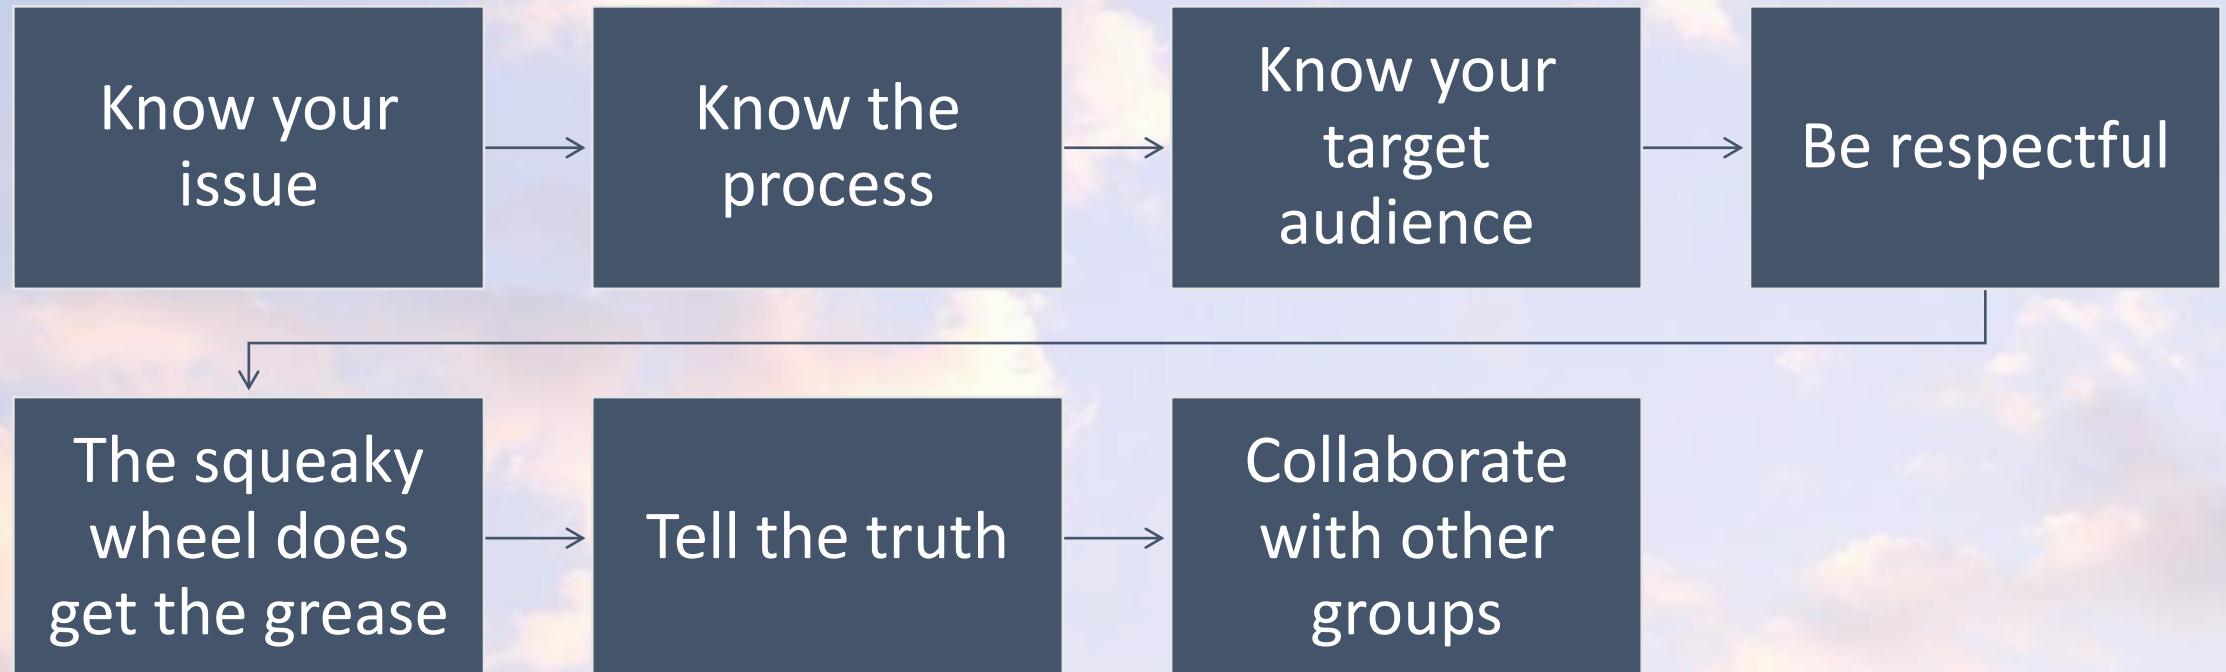 Know your
issue
Know the
process
Know your
target
audience
Be respectful
The squeaky
wheel does
get the grease
Tell the truth
Collaborate
with other
groups